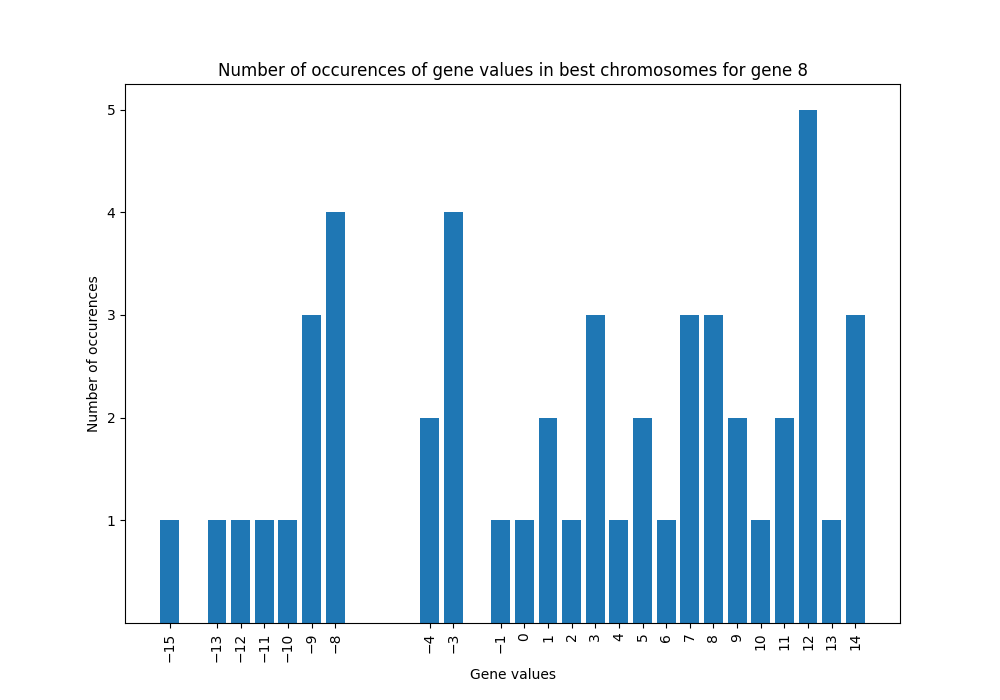 Number of occurences of gene values in best chromosomes for gene 8
5
4
3
2
1
Number of occurences
−15 −13 −12 −11 −10 −9 −8 −4 −3 −1 0 1 2 3 4 5 6 7 8 9 10 11 12 13 14
Gene values